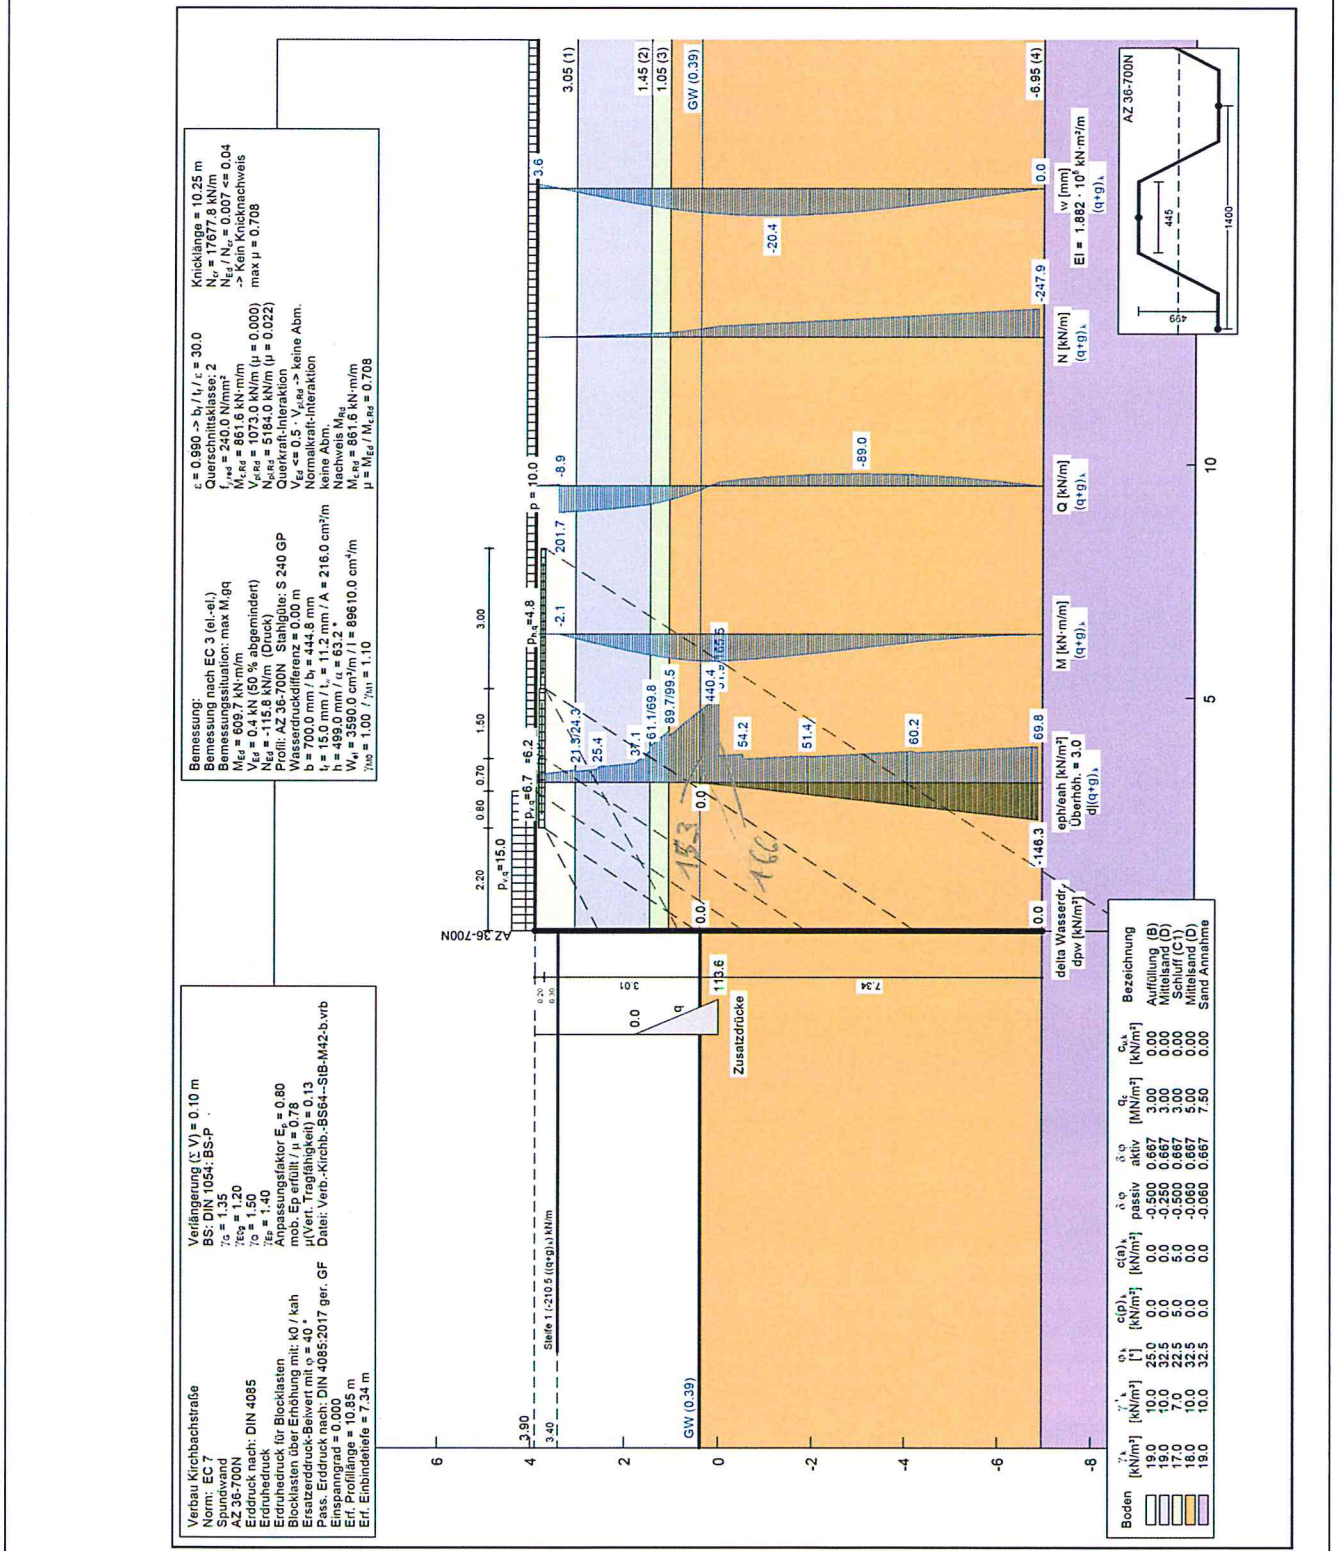 Verbau Kirchbachstraße
Norm: EC 7
Spundwand
AZ 36-700N
Erddruck nach: DIN 4085
Erdruhedruck
Erdruhedruck für Blocklasten
Blocklasten über Erhöhung mit: k0 / kah
Ersatzerddruck-Beiwert mit φ = 40 °
Pass. Erddruck nach: DIN 4085:2017 ger. GF
Einspanngrad = 0.000
Erf. Profillänge = 10.85 m
Erf. Einbindetiefe = 7.34 m
Verlängerung (Σ V) = 0.10 m
BS: DIN 1054: BS-P
γG = 1.35
γE0g = 1.20
γQ = 1.50
γEp = 1.40
Anpassungsfaktor Ep = 0.80
mob. Ep erfüllt / μ = 0.78
μ(Vert. Tragfähigkeit) = 0.13
Datei: Verb.-Kirchb.-BS64--StB-M42-b.vrb
Bemessung:
Bemessung nach EC 3 (el.-el.)
Bemessungssituation: max M,gq
MEd = 609.7 kN·m/m
VEd = 0.4 kN (50 % abgemindert)
NEd = -115.8 kN/m (Druck)
Profil: AZ 36-700N Stahlgüte: S 240 GP
Wasserdruckdifferenz = 0.00 m
b = 700.0 mm / bf = 444.8 mm
tf = 15.0 mm / tw = 11.2 mm / A = 216.0 cm²/m
h = 499.0 mm / α = 63.2 °
Wel = 3590.0 cm³/m / I = 89610.0 cm⁴/m
γM0 = 1.00 / γM1 = 1.10
ε = 0.990 -> bf / tf / ε = 30.0
Querschnittsklasse: 2
fy,red = 240.0 N/mm²
Mc,Rd = 861.6 kN·m/m
Vpl,Rd = 1073.0 kN/m (μ = 0.000)
Npl,Rd = 5184.0 kN/m (μ = 0.022)
Querkraft-Interaktion
VEd <= 0.5 · Vpl,Rd -> keine Abm.
Normalkraft-Interaktion
keine Abm.
Nachweis MRd
Mc,Rd = 861.6 kN·m/m
μ = MEd / Mc,Rd = 0.708
Knicklänge = 10.25 m
Ncr = 17677.8 kN/m
NEd / Ncr = 0.007 <= 0.04
-> Kein Knicknachweis
max μ = 0.708
2.20
0.80
0.70
1.50
3.00
pv,q=15.0
pv,q=6.7
=6.2
ph,q=4.8
p = 10.0
AZ 36-700N
3.90
3.40
Steife 1 (-210.5 ((q+g)k) kN/m
GW (0.39)
0.20
0.30
3.01
7.34
0.0
q
113.6
Zusatzdrücke
6
4
2
0
-2
-4
-6
-8
5
10
0.0
0.0
delta Wasserdr.
dpw [kN/m²]
21.3/24.3
25.4
37.1
61.1/69.8
89.7/99.5
440.4
165.5
54.2
51.4
60.2
69.8
0.0
-146.3
153
166
eph/eah [kN/m²]
Überhöh. = 3.0
d|(q+g)k
-2.1
M [kN·m/m]
(q+g)k
201.7
-8.9
-89.0
Q [kN/m]
(q+g)k
-247.9
N [kN/m]
(q+g)k
3.6
-20.4
0.0
w [mm]
EI = 1.882 · 10⁵ kN·m²/m
(q+g)k
3.05 (1)
1.45 (2)
1.05 (3)
GW (0.39)
-6.95 (4)
AZ 36-700N
499
445
1400
Boden γk [kN/m³] γ'k [kN/m³] φk [°] c(p)k [kN/m²] c(a)k [kN/m²] δ/φ passiv δ/φ aktiv qc [MN/m²] cu,k [kN/m²] Bezeichnung
19.0 10.0 25.0 0.0 0.0 -0.500 0.667 3.00 0.00 Auffüllung (B)
19.0 10.0 32.5 0.0 0.0 -0.250 0.667 3.00 0.00 Mittelsand (D)
17.0 7.0 22.5 5.0 5.0 -0.500 0.667 3.00 0.00 Schluff (C1)
18.0 10.0 32.5 0.0 0.0 -0.060 0.667 5.00 0.00 Mittelsand (D)
19.0 10.0 32.5 0.0 0.0 -0.060 0.667 7.50 0.00 Sand Annahme